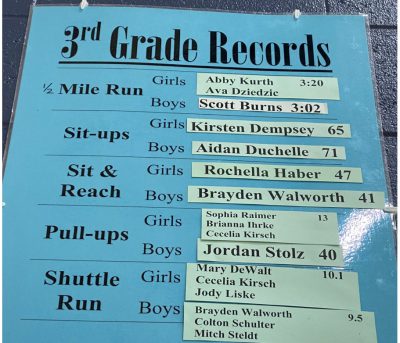 3rd Grade Records
½ Mile Run Girls Abby Kurth 3:20
Ava Dziedzic
Boys Scott Burns 3:02
Sit-ups Girls Kirsten Dempsey 65
Boys Aidan Duchelle 71
Sit & Reach Girls Rochella Haber 47
Boys Brayden Walworth 41
Pull-ups Girls Sophia Raimer 13
Brianna Ihrke
Cecelia Kirsch
Boys Jordan Stolz 40
Shuttle Run Girls Mary DeWalt 10.1
Cecelia Kirsch
Jody Liske
Boys Brayden Walworth 9.5
Colton Schulter
Mitch Steldt